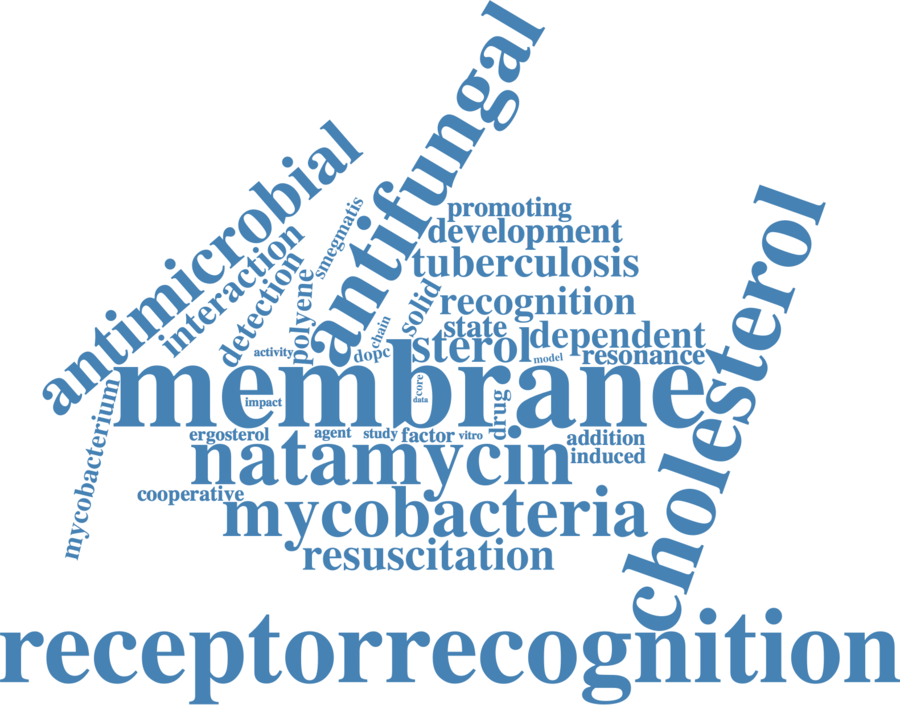 antifungal
antimicrobial
cholesterol
smegmatis
promoting
interaction
development
detection
tuberculosis
polyene
solid
recognition
chain
state
dependent
sterol
activity
dopc
model
resonance
membrane
core
data
impact
drug
mycobacterium
ergosterol
agent
study
factor
vitro
addition
natamycin
induced
cooperative
mycobacteria
resuscitation
receptorrecognition